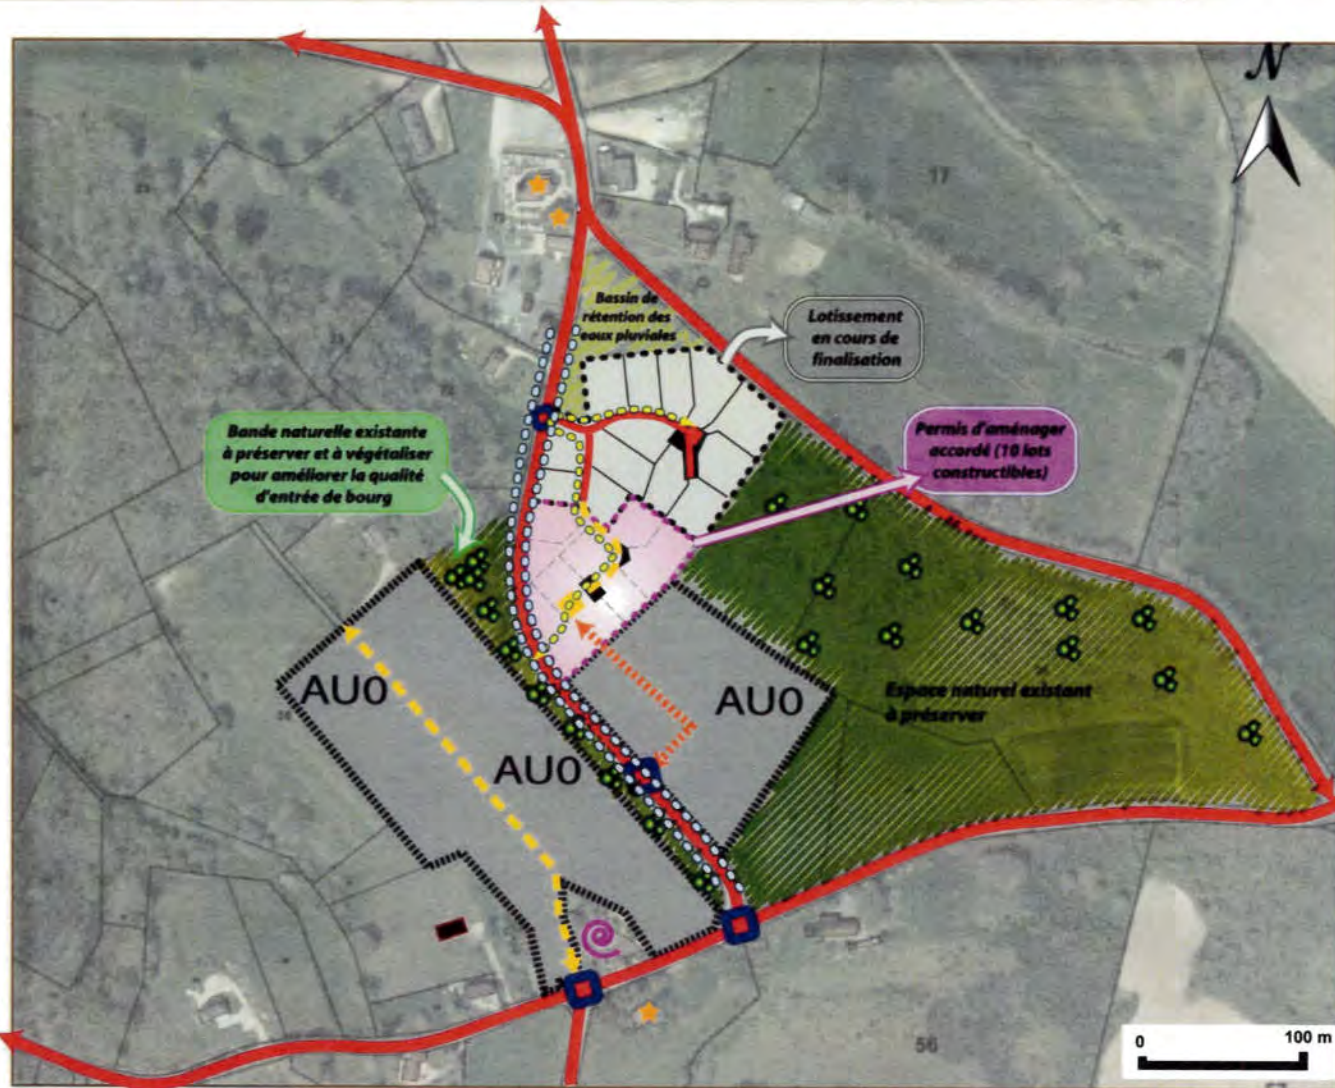 N
17
Bassin de
rétention des
eaux pluviales
Lotissement
en cours de
finalisation
Bande naturelle existante
à préserver et à végétaliser
pour améliorer la qualité
d'entrée de bourg
Permis d'aménager
accordé (10 lots
constructibles)
AU0
AU0
AU0
Espace naturel existant
à préserver
56
0
100 m